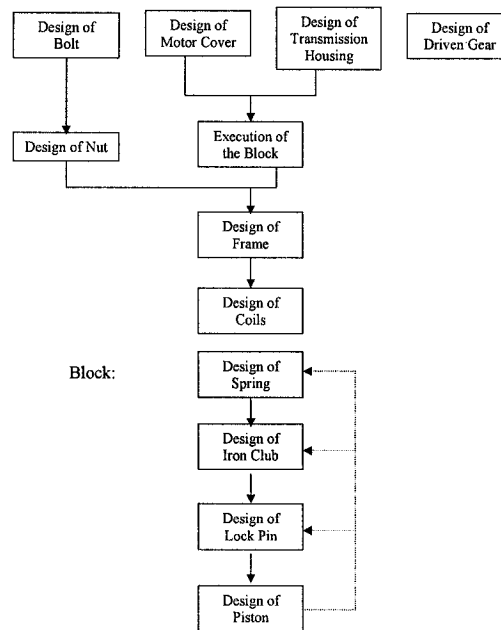 Design of
Bolt
Design of
Motor Cover
Design of
Transmission
Housing
Design of
Driven Gear
Design of Nut
Execution of
the Block
Design of
Frame
Design of
Coils
Block:
Design of
Spring
Design of
Iron Club
Design of
Lock Pin
Design of
Piston